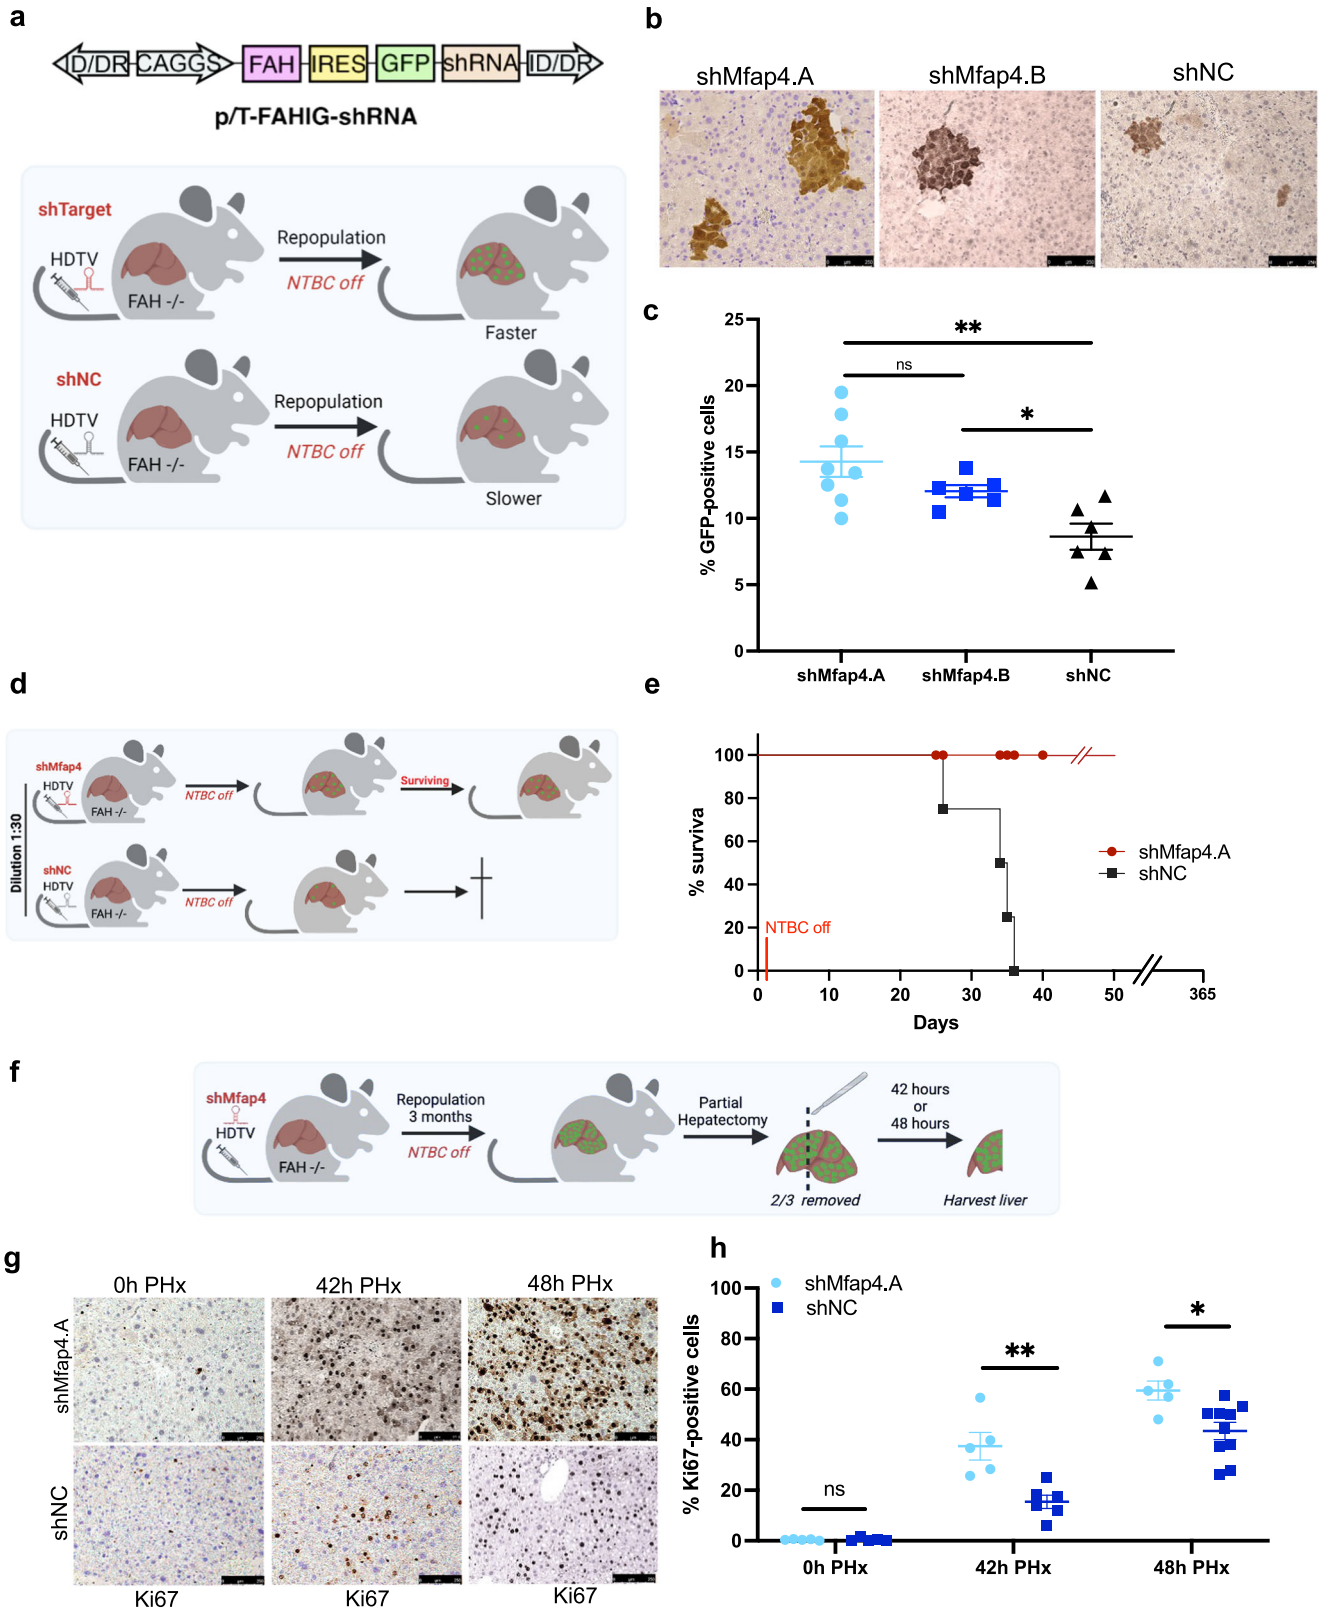 a
ID/DR CAGGS FAH IRES GFP shRNA ID/DR
p/T-FAHIG-shRNA
shTarget
HDTV
FAH -/-
Repopulation
NTBC off
Faster
shNC
HDTV
FAH -/-
Repopulation
NTBC off
Slower
b
shMfap4.A shMfap4.B shNC
c
% GFP-positive cells
25
20
15
10
5
0
**
ns
*
shMfap4.A shMfap4.B shNC
d
Dilution 1:30
shMfap4
HDTV
FAH -/-
NTBC off
Surviving
shNC
HDTV
FAH -/-
NTBC off
e
% surviva
100
80
60
40
20
0
NTBC off
shMfap4.A
shNC
0 10 20 30 40 50 365
Days
f
shMfap4
HDTV
FAH -/-
Repopulation
3 months
NTBC off
Partial
Hepatectomy
2/3 removed
42 hours
or
48 hours
Harvest liver
g
0h PHx 42h PHx 48h PHx
shMfap4.A
shNC
Ki67 Ki67 Ki67
h
% Ki67-positive cells
100
80
60
40
20
0
shMfap4.A
shNC
ns
**
*
0h PHx 42h PHx 48h PHx